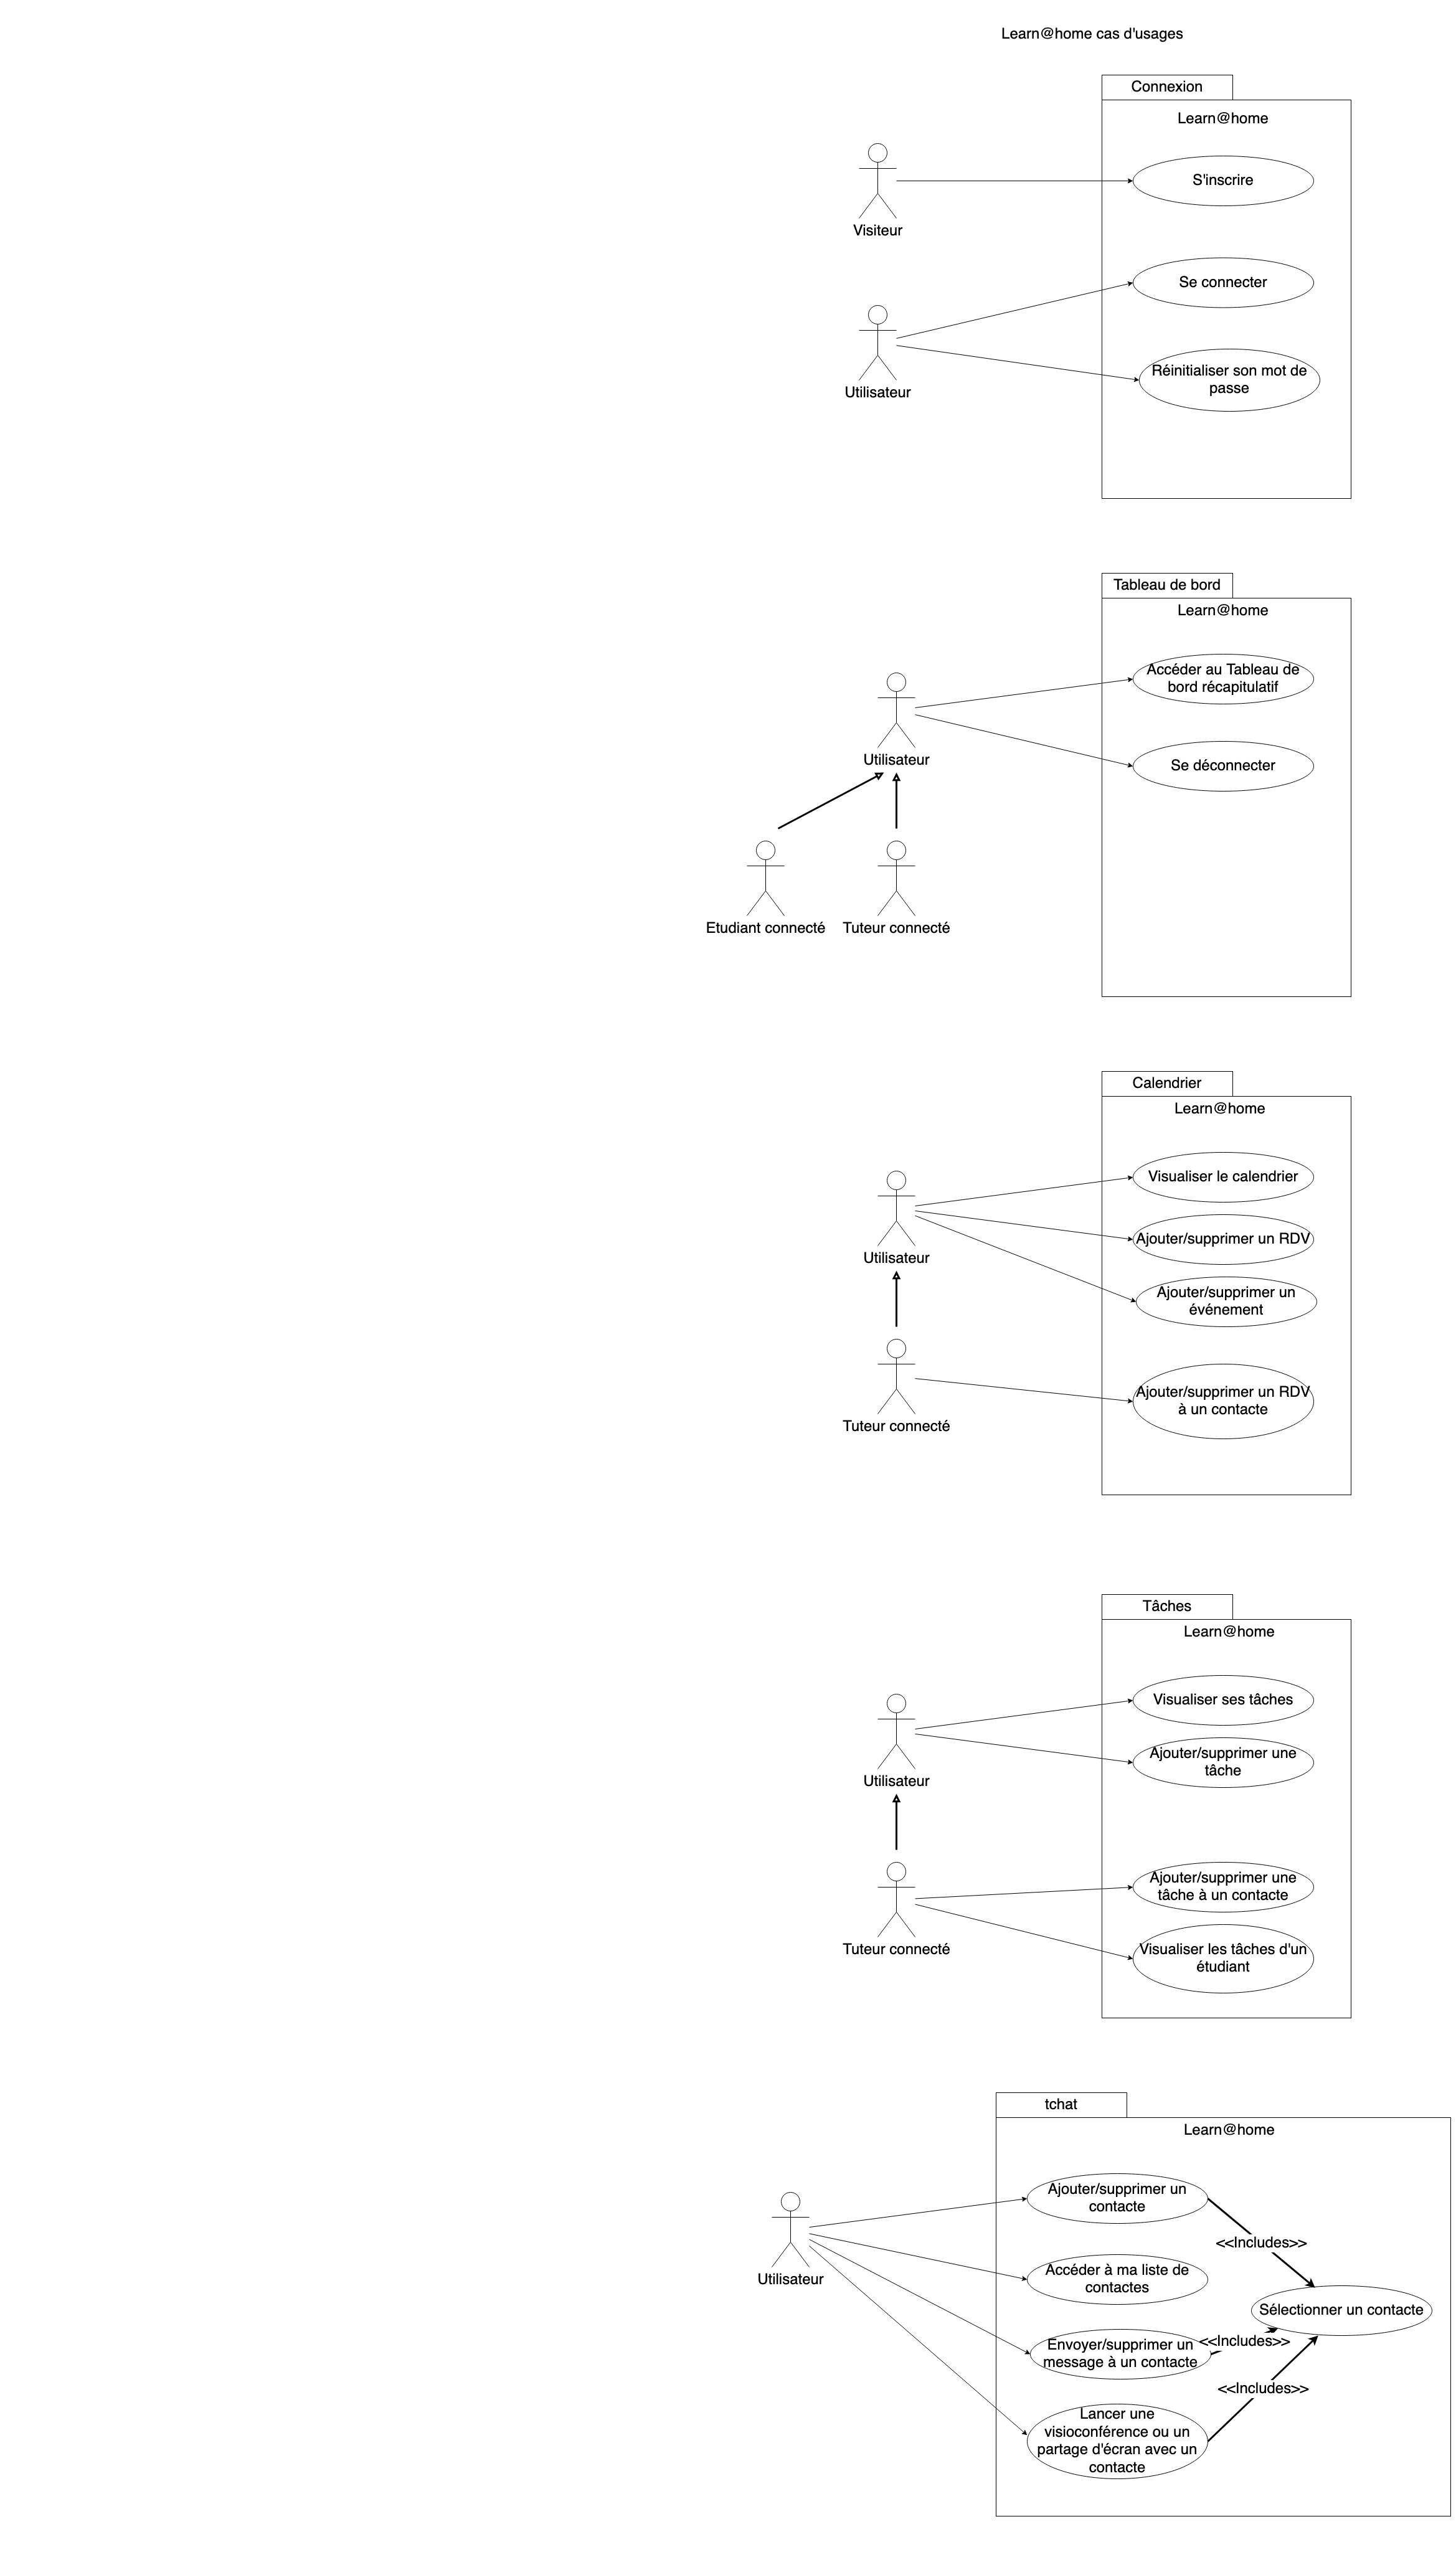 Learn@home cas d'usages
Connexion
Learn@home
S'inscrire
Visiteur
Se connecter
Réinitialiser son mot de
passe
Utilisateur
Tableau de bord
Learn@home
Accéder au Tableau de
bord récapitulatif
Utilisateur
Se déconnecter
Etudiant connecté
Tuteur connecté
Calendrier
Learn@home
Visualiser le calendrier
Ajouter/supprimer un RDV
Utilisateur
Ajouter/supprimer un
événement
Ajouter/supprimer un RDV
à un contacte
Tuteur connecté
Tâches
Learn@home
Visualiser ses tâches
Ajouter/supprimer une
tâche
Utilisateur
Ajouter/supprimer une
tâche à un contacte
Tuteur connecté
Visualiser les tâches d'un
étudiant
tchat
Learn@home
Ajouter/supprimer un
contacte
<<Includes>>
Accéder à ma liste de
contactes
Utilisateur
Sélectionner un contacte
<<Includes>>
Envoyer/supprimer un
message à un contacte
<<Includes>>
Lancer une
visioconférence ou un
partage d'écran avec un
contacte